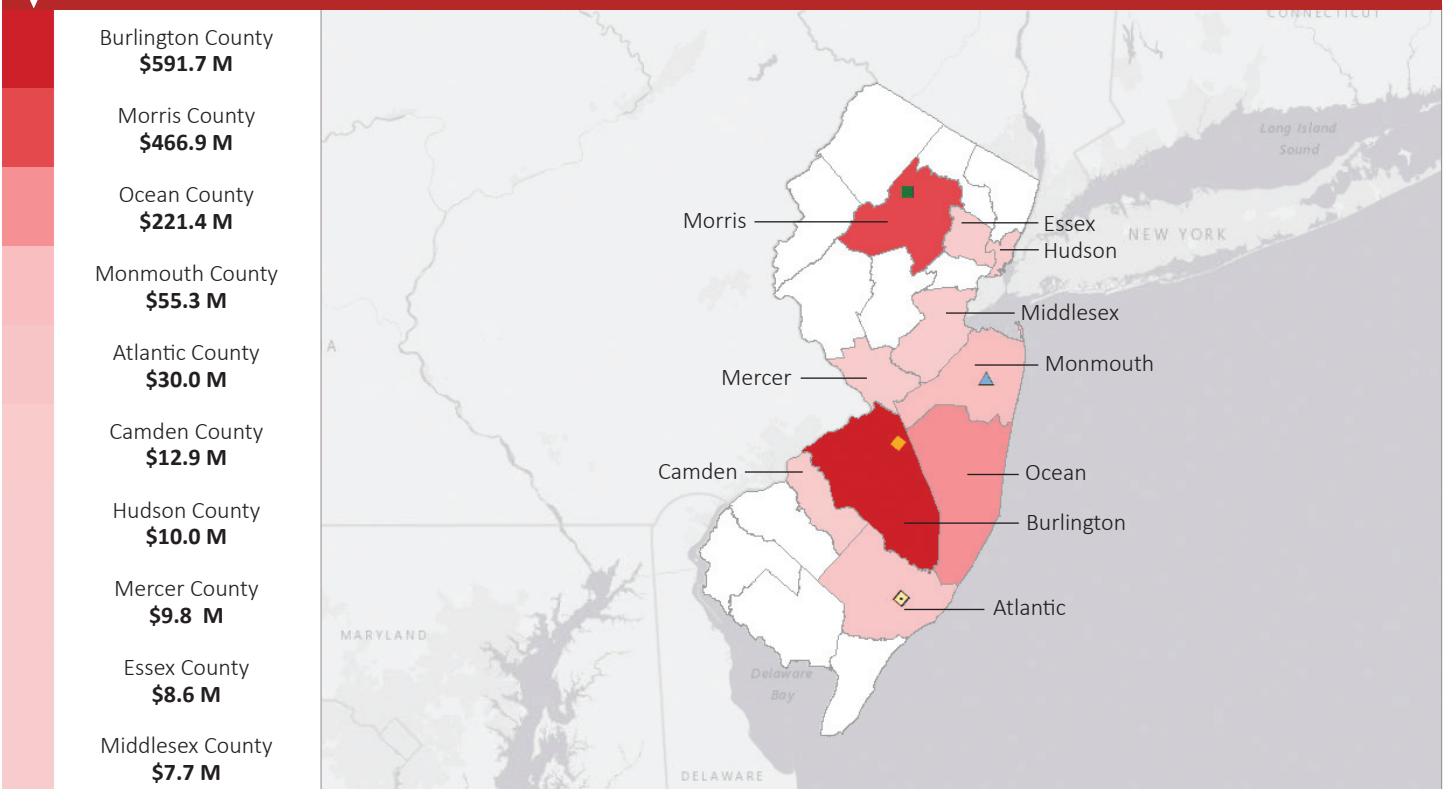 Burlington County
$591.7 M
Morris County
$466.9 M
Ocean County
$221.4 M
Monmouth County
$55.3 M
Atlantic County
$30.0 M
Camden County
$12.9 M
Hudson County
$10.0 M
Mercer County
$9.8 M
Essex County
$8.6 M
Middlesex County
$7.7 M
CONNECTICUT
Long Island
Sound
Morris
Essex
NEW YORK
Hudson
Middlesex
A
Monmouth
Mercer
Camden
Ocean
Burlington
Atlantic
MARYLAND
Delaware
Bay
DELAWARE